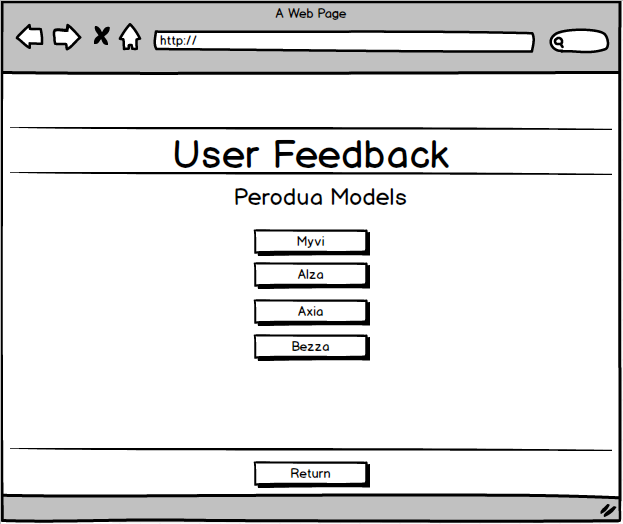 A Web Page
http://
User Feedback
Perodua Models
Myvi
Alza
Axia
Bezza
Return